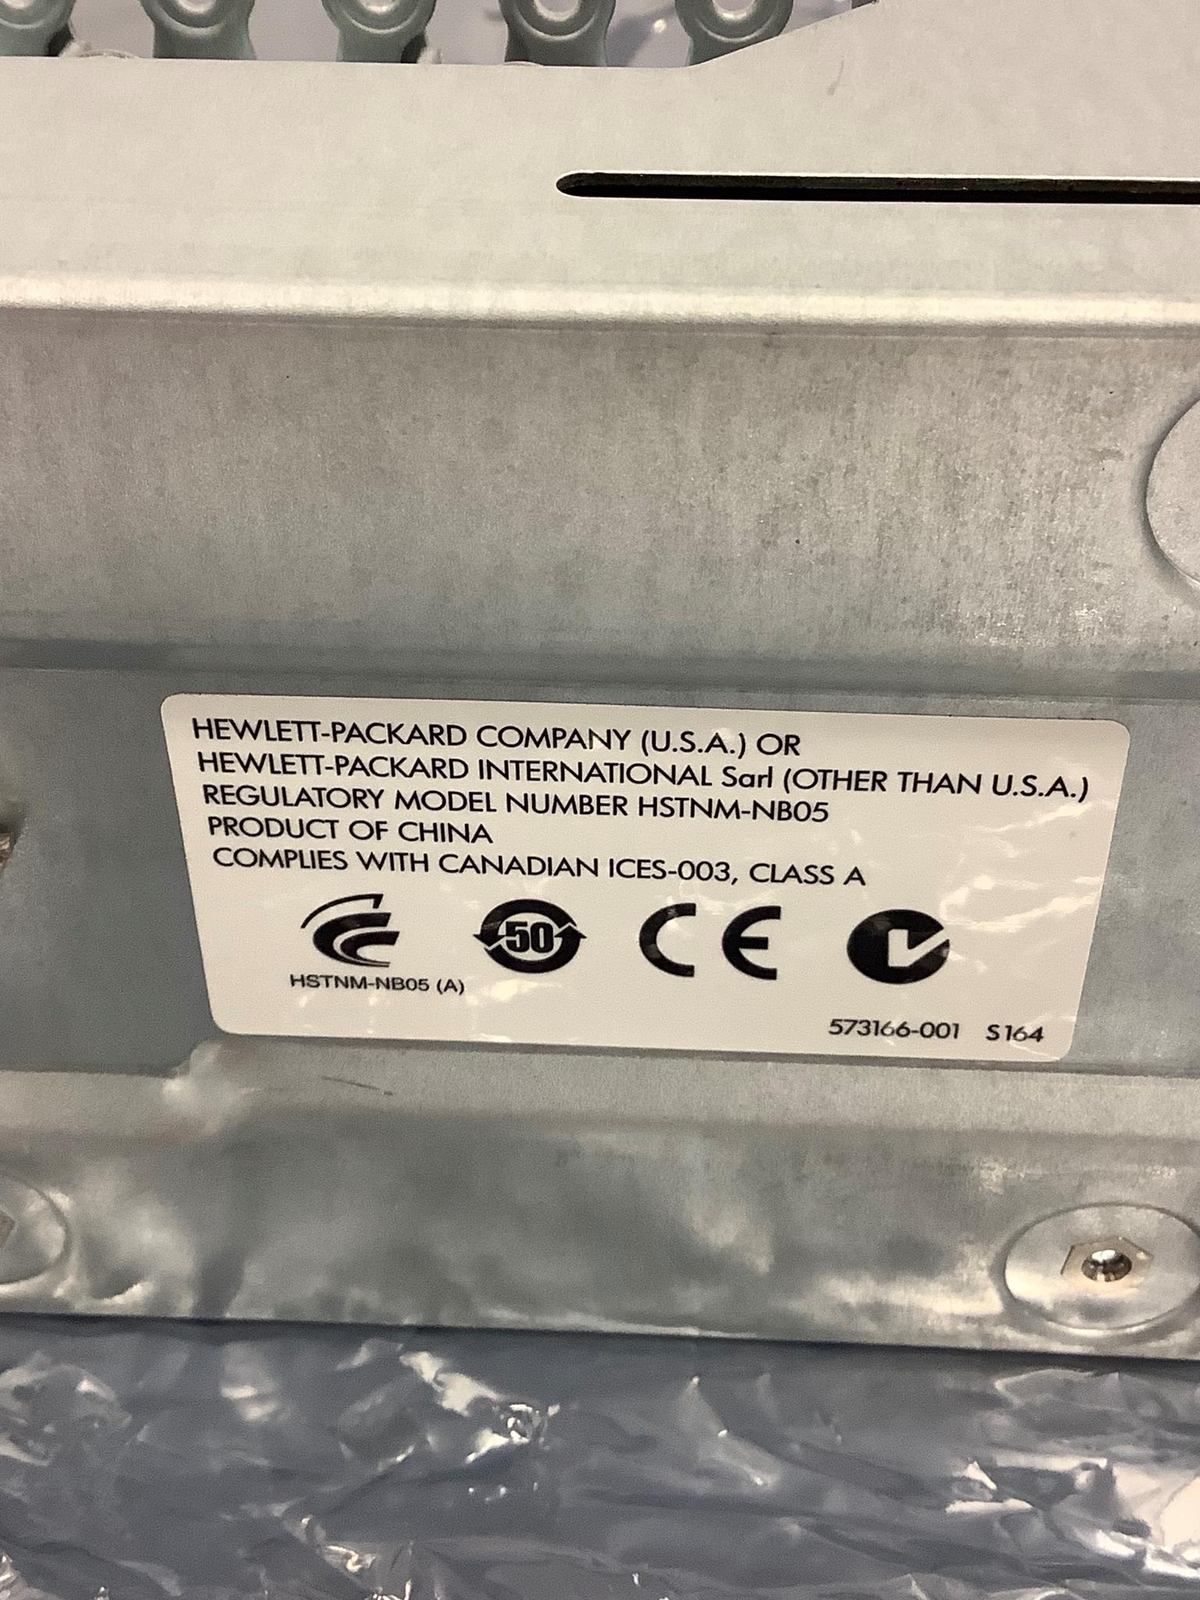 HEWLETT-PACKARD COMPANY (U.S.A.) OR
HEWLETT-PACKARD INTERNATIONAL Sarl (OTHER THAN U.S.A.)
REGULATORY MODEL NUMBER HSTNM-NB05
PRODUCT OF CHINA
COMPLIES WITH CANADIAN ICES-003, CLASS A
50 CE
HSTNM-NB05 (A)
573166-001 S164